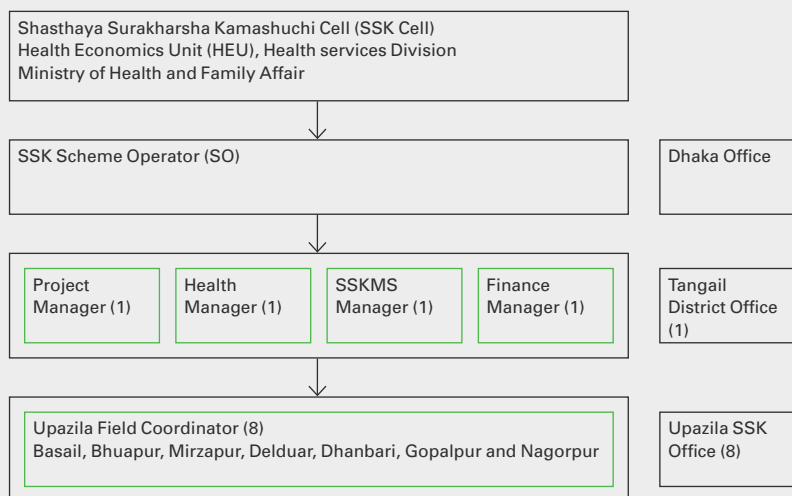 Shasthaya Surakharsha Kamashuchi Cell (SSK Cell)
Health Economics Unit (HEU), Health services Division
Ministry of Health and Family Affair
SSK Scheme Operator (SO)
Dhaka Office
Project
Manager (1)
Health
Manager (1)
SSKMS
Manager (1)
Finance
Manager (1)
Tangail
District Office
(1)
Upazila Field Coordinator (8)
Basail, Bhuapur, Mirzapur, Delduar, Dhanbari, Gopalpur and Nagorpur
Upazila SSK
Office (8)